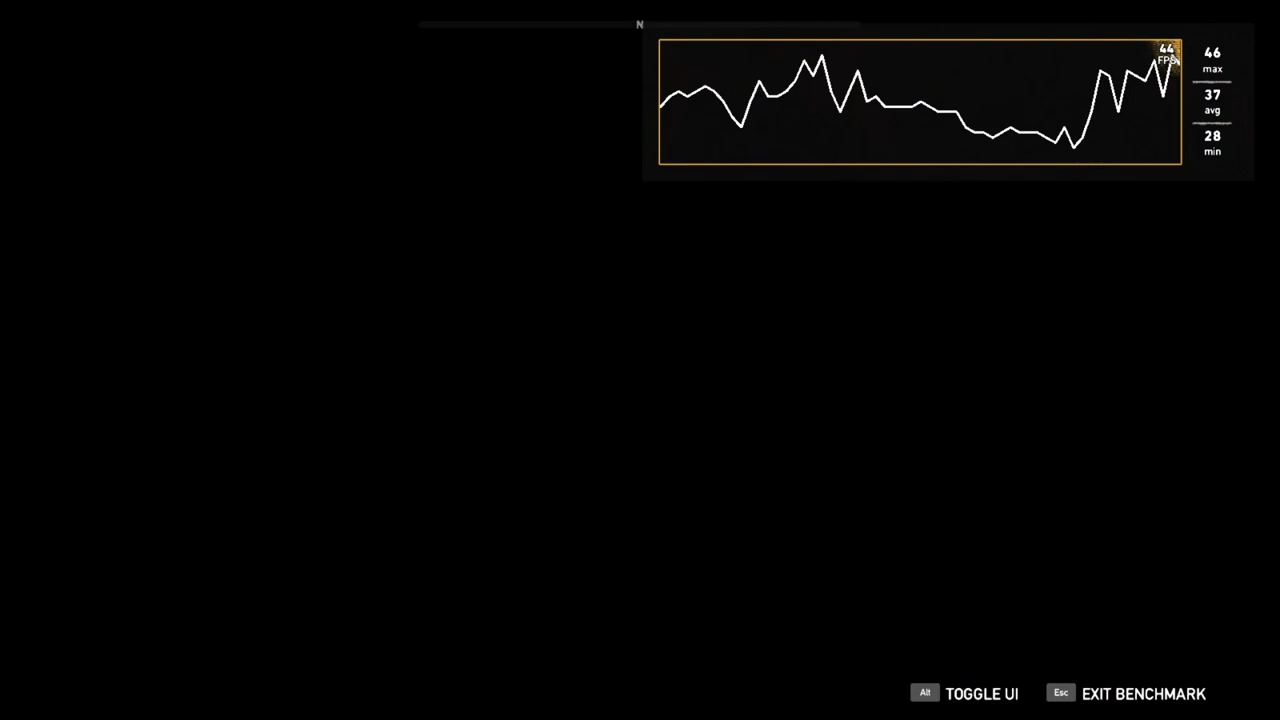 N
44
FPS
46
max
37
avg
28
min
Alt TOGGLE UI Esc EXIT BENCHMARK